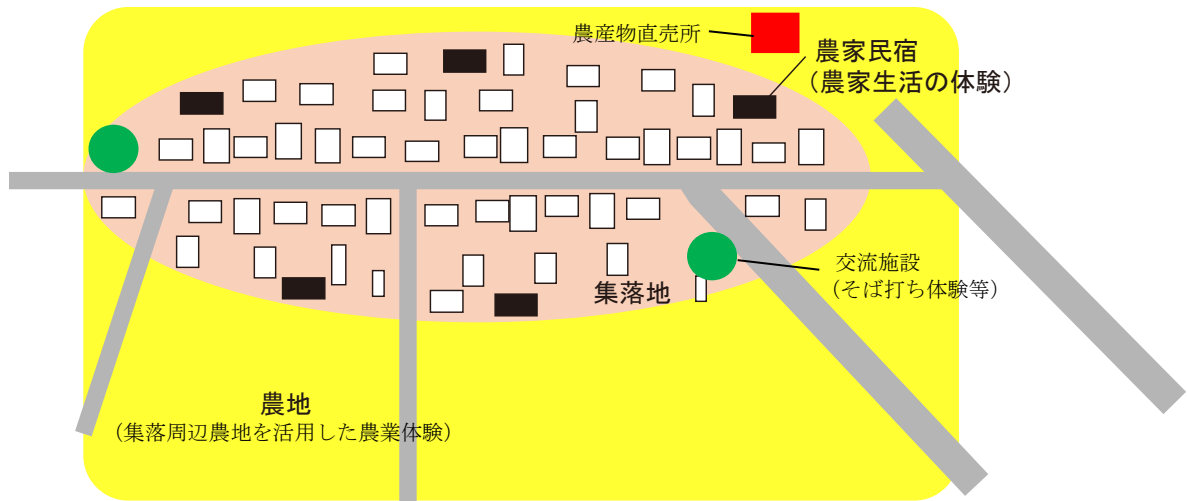 農産物直売所
農家民宿
（農家生活の体験）
交流施設
（そば打ち体験等）
集落地
農地
（集落周辺農地を活用した農業体験）